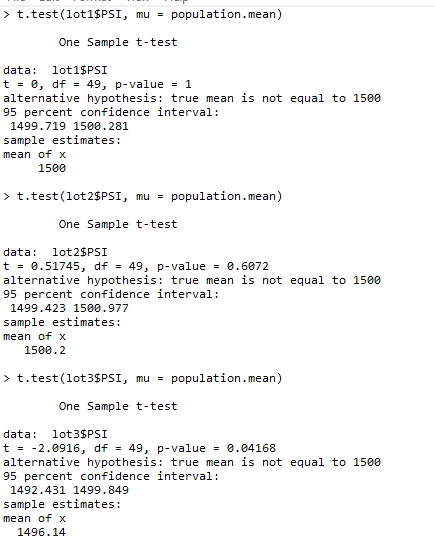 > t.test(lot1$PSI, mu = population.mean)
One Sample t-test
data: lot1$PSI
t = 0, df = 49, p-value = 1
alternative hypothesis: true mean is not equal to 1500
95 percent confidence interval:
1499.719 1500.281
sample estimates:
mean of x
1500
> t.test(lot2$PSI, mu = population.mean)
One Sample t-test
data: lot2$PSI
t = 0.51745, df = 49, p-value = 0.6072
alternative hypothesis: true mean is not equal to 1500
95 percent confidence interval:
1499.423 1500.977
sample estimates:
mean of x
1500.2
> t.test(lot3$PSI, mu = population.mean)
One Sample t-test
data: lot3$PSI
t = -2.0916, df = 49, p-value = 0.04168
alternative hypothesis: true mean is not equal to 1500
95 percent confidence interval:
1492.431 1499.849
sample estimates:
mean of x
1496.14